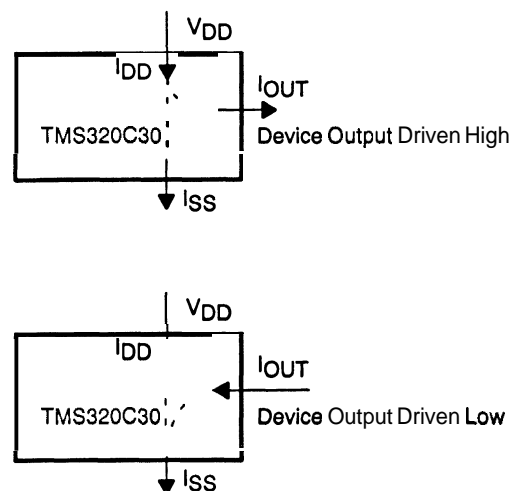 VDD
IDD
IOUT
TMS320C30
Device Output Driven High
ISS
VDD
IDD
IOUT
TMS320C30
Device Output Driven Low
ISS